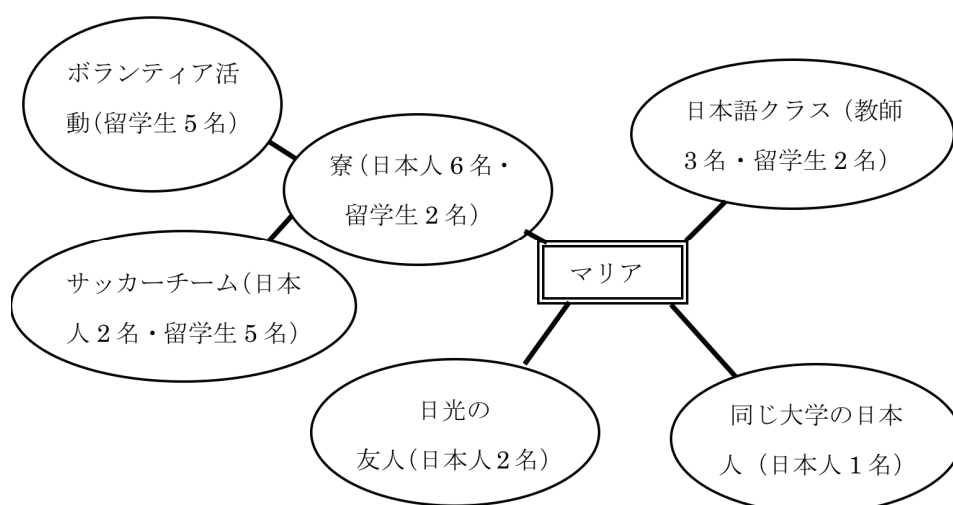 ボランティア活
動(留学生5名)
日本語クラス(教師
3名・留学生2名)
寮(日本人6名・
留学生2名)
サッカーチーム(日本
人2名・留学生5名)
マリア
日光の
友人(日本人2名)
同じ大学の日本
人(日本人1名)